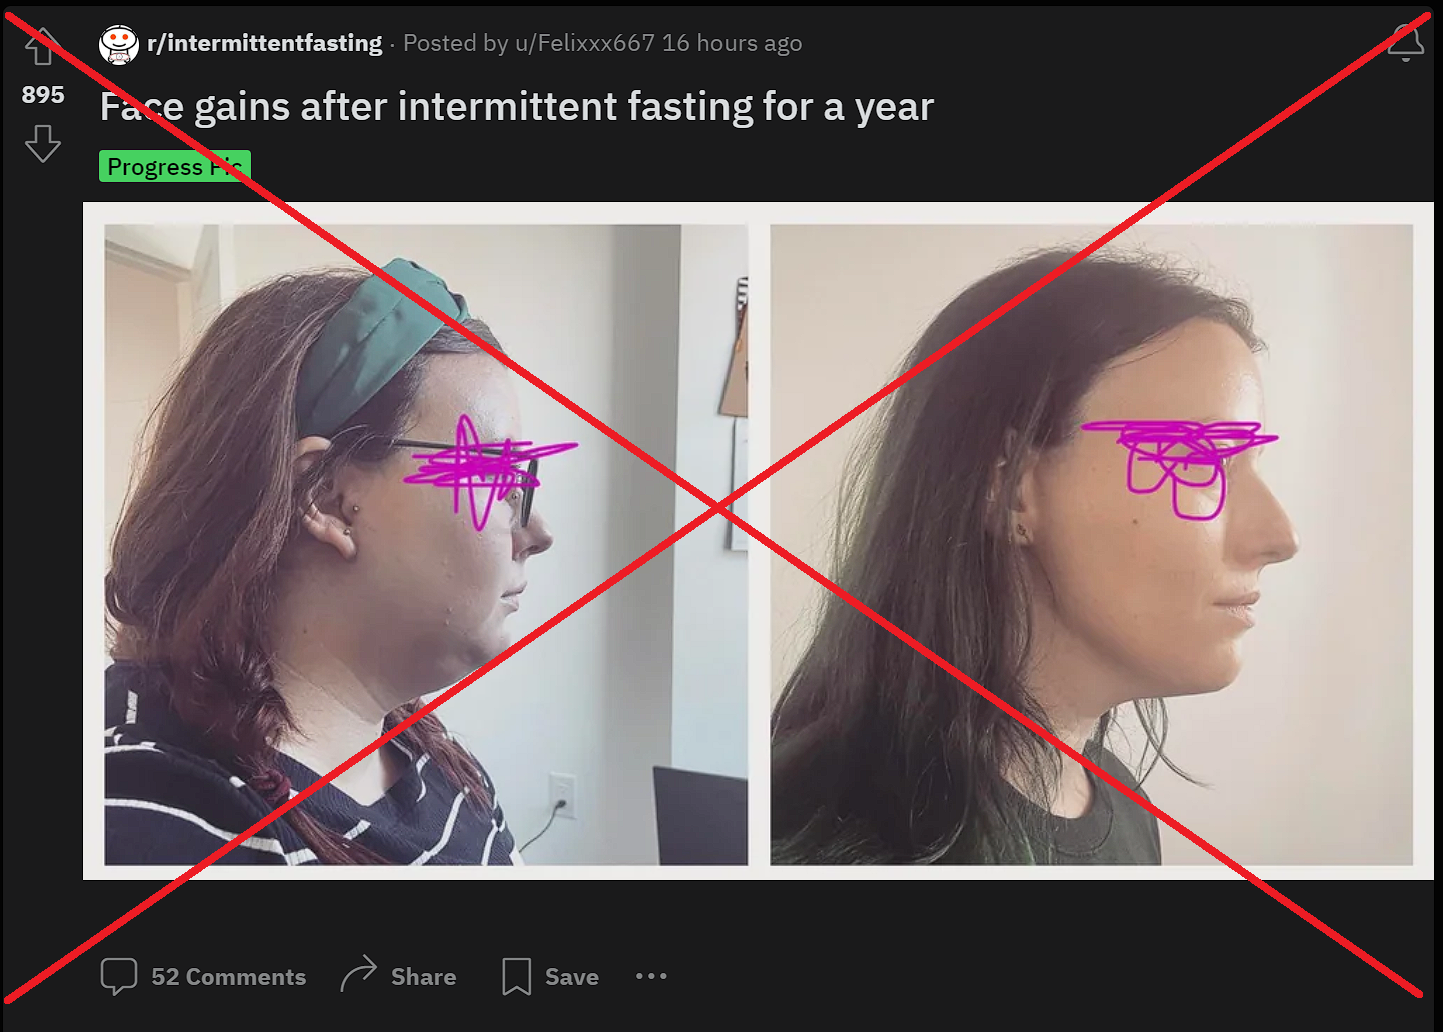 r/intermittentfasting · Posted by u/Felixxx667 16 hours ago
895
Face gains after intermittent fasting for a year
Progress Pic
52 Comments Share Save